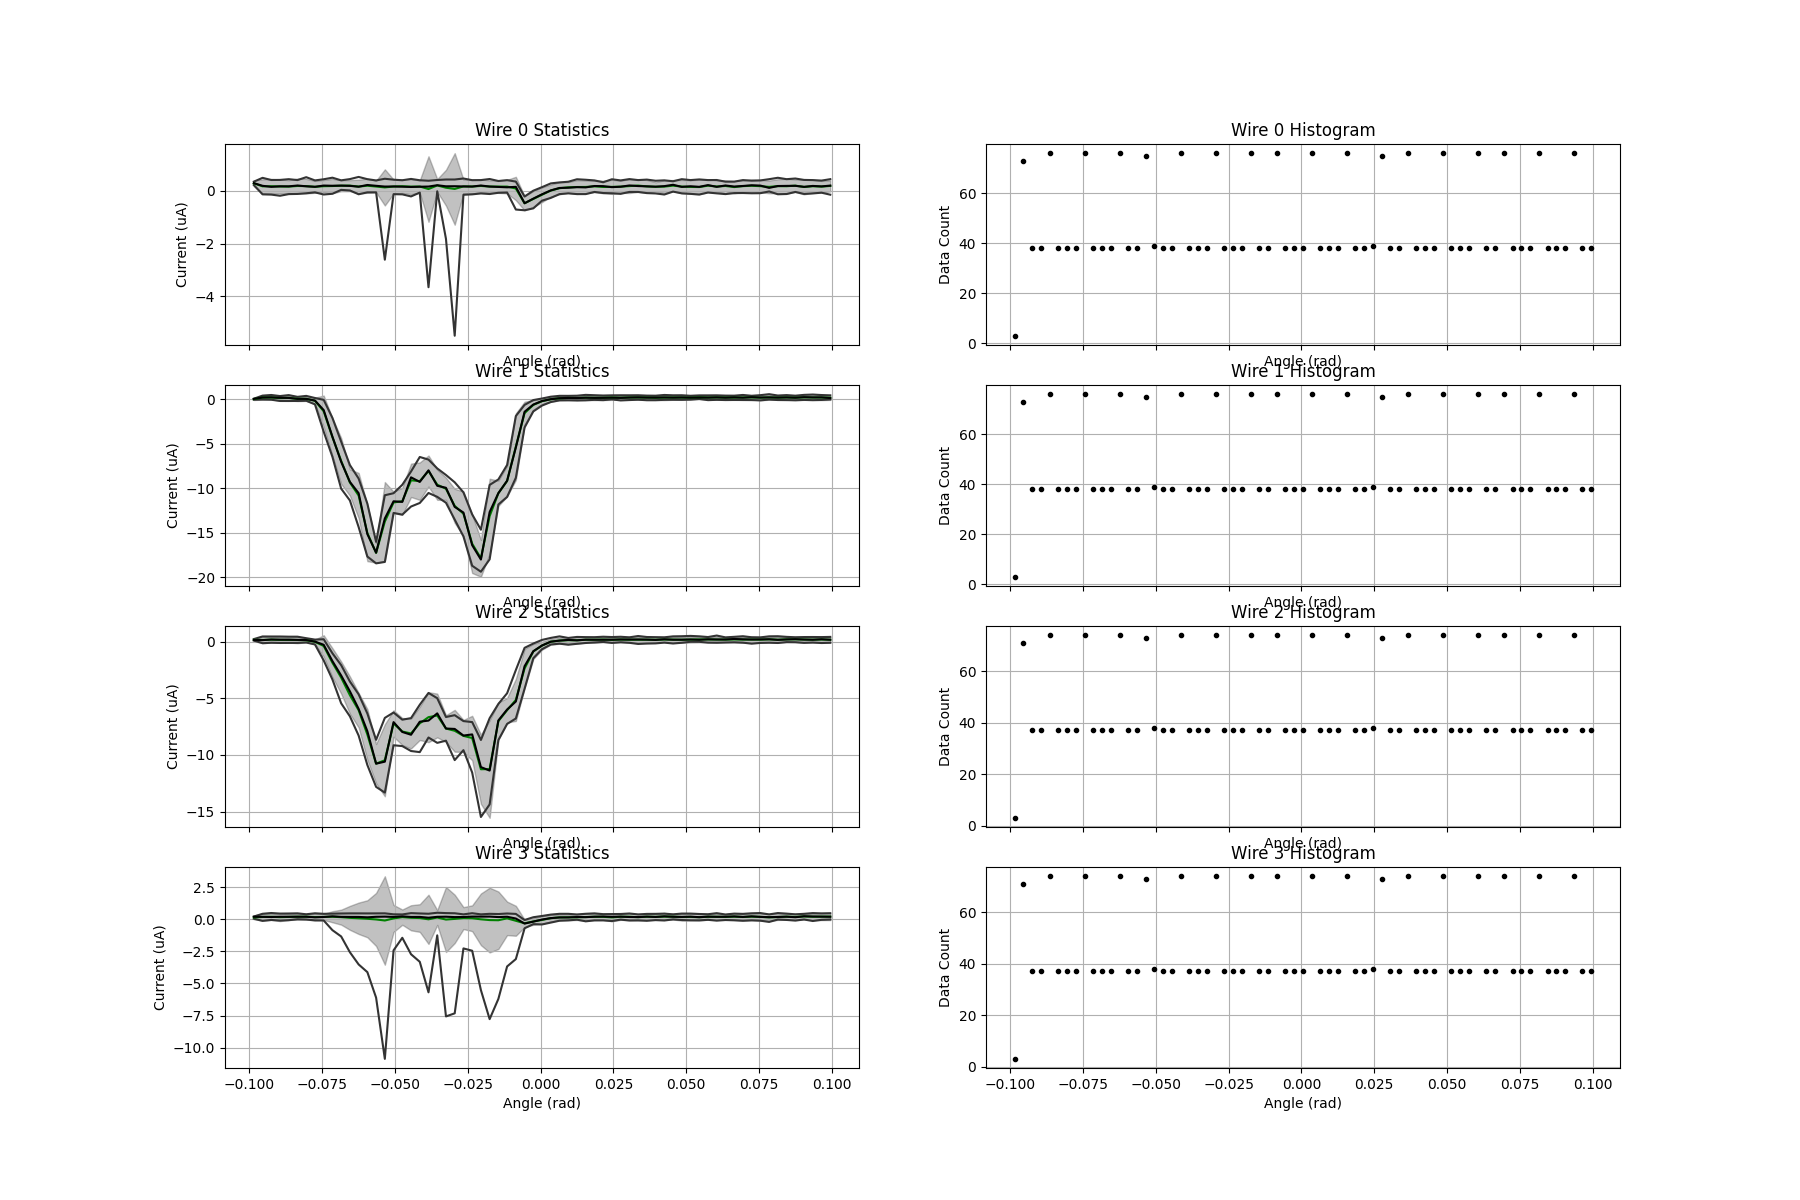 Wire 0 Statistics
Wire 0 Histogram
0
−2
−4
Current (uA)
Angle (rad)
60
40
20
0
Data Count
Angle (rad)
Wire 1 Statistics
Wire 1 Histogram
0
−5
−10
−15
−20
Current (uA)
Angle (rad)
60
40
20
0
Data Count
Angle (rad)
Wire 2 Statistics
Wire 2 Histogram
0
−5
−10
−15
Current (uA)
Angle (rad)
60
40
20
0
Data Count
Angle (rad)
Wire 3 Statistics
Wire 3 Histogram
2.5
0.0
−2.5
−5.0
−7.5
−10.0
Current (uA)
−0.100 −0.075 −0.050 −0.025 0.000 0.025 0.050 0.075 0.100
Angle (rad)
60
40
20
0
Data Count
−0.100 −0.075 −0.050 −0.025 0.000 0.025 0.050 0.075 0.100
Angle (rad)